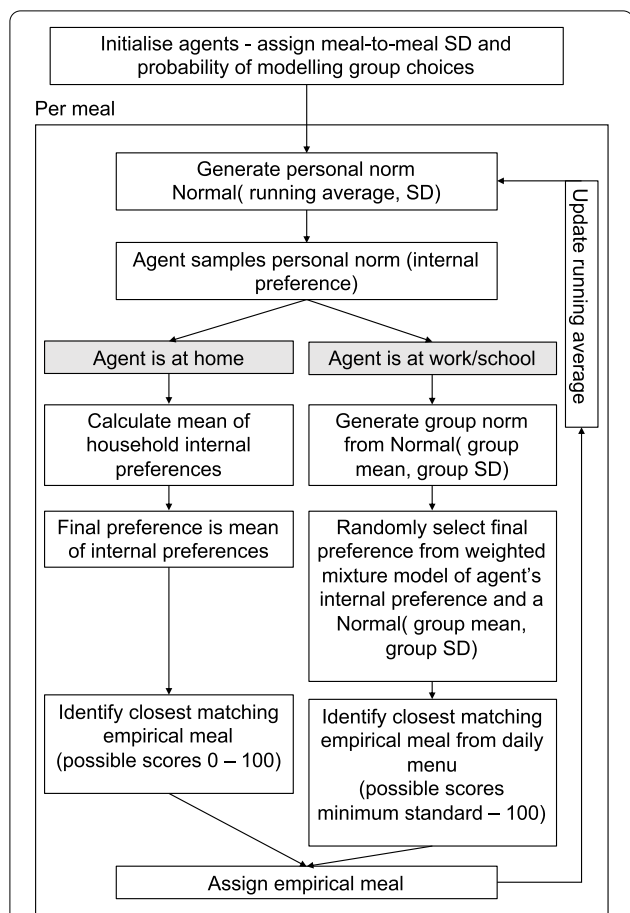 Initialise agents - assign meal-to-meal SD and
probability of modelling group choices
Per meal
Generate personal norm
Normal( running average, SD)
Update running
average
Agent samples personal norm (internal
preference)
Agent is at home
Agent is at work/school
Calculate mean of
household internal
preferences
Generate group norm
from Normal( group
mean, group SD)
Final preference is mean
of internal preferences
Randomly select final
preference from weighted
mixture model of agent's
internal preference and a
Normal( group mean,
group SD)
Identify closest matching
empirical meal
(possible scores 0 – 100)
Identify closest matching
empirical meal from daily
menu
(possible scores
minimum standard – 100)
Assign empirical meal